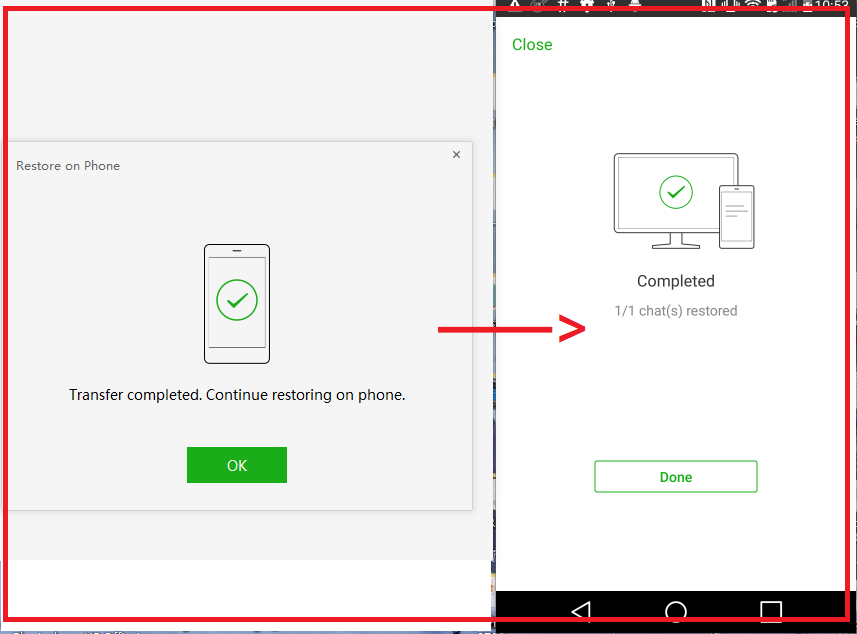 Restore on Phone
Transfer completed. Continue restoring on phone.
OK
10:53
Close
Completed
1/1 chat(s) restored
Done